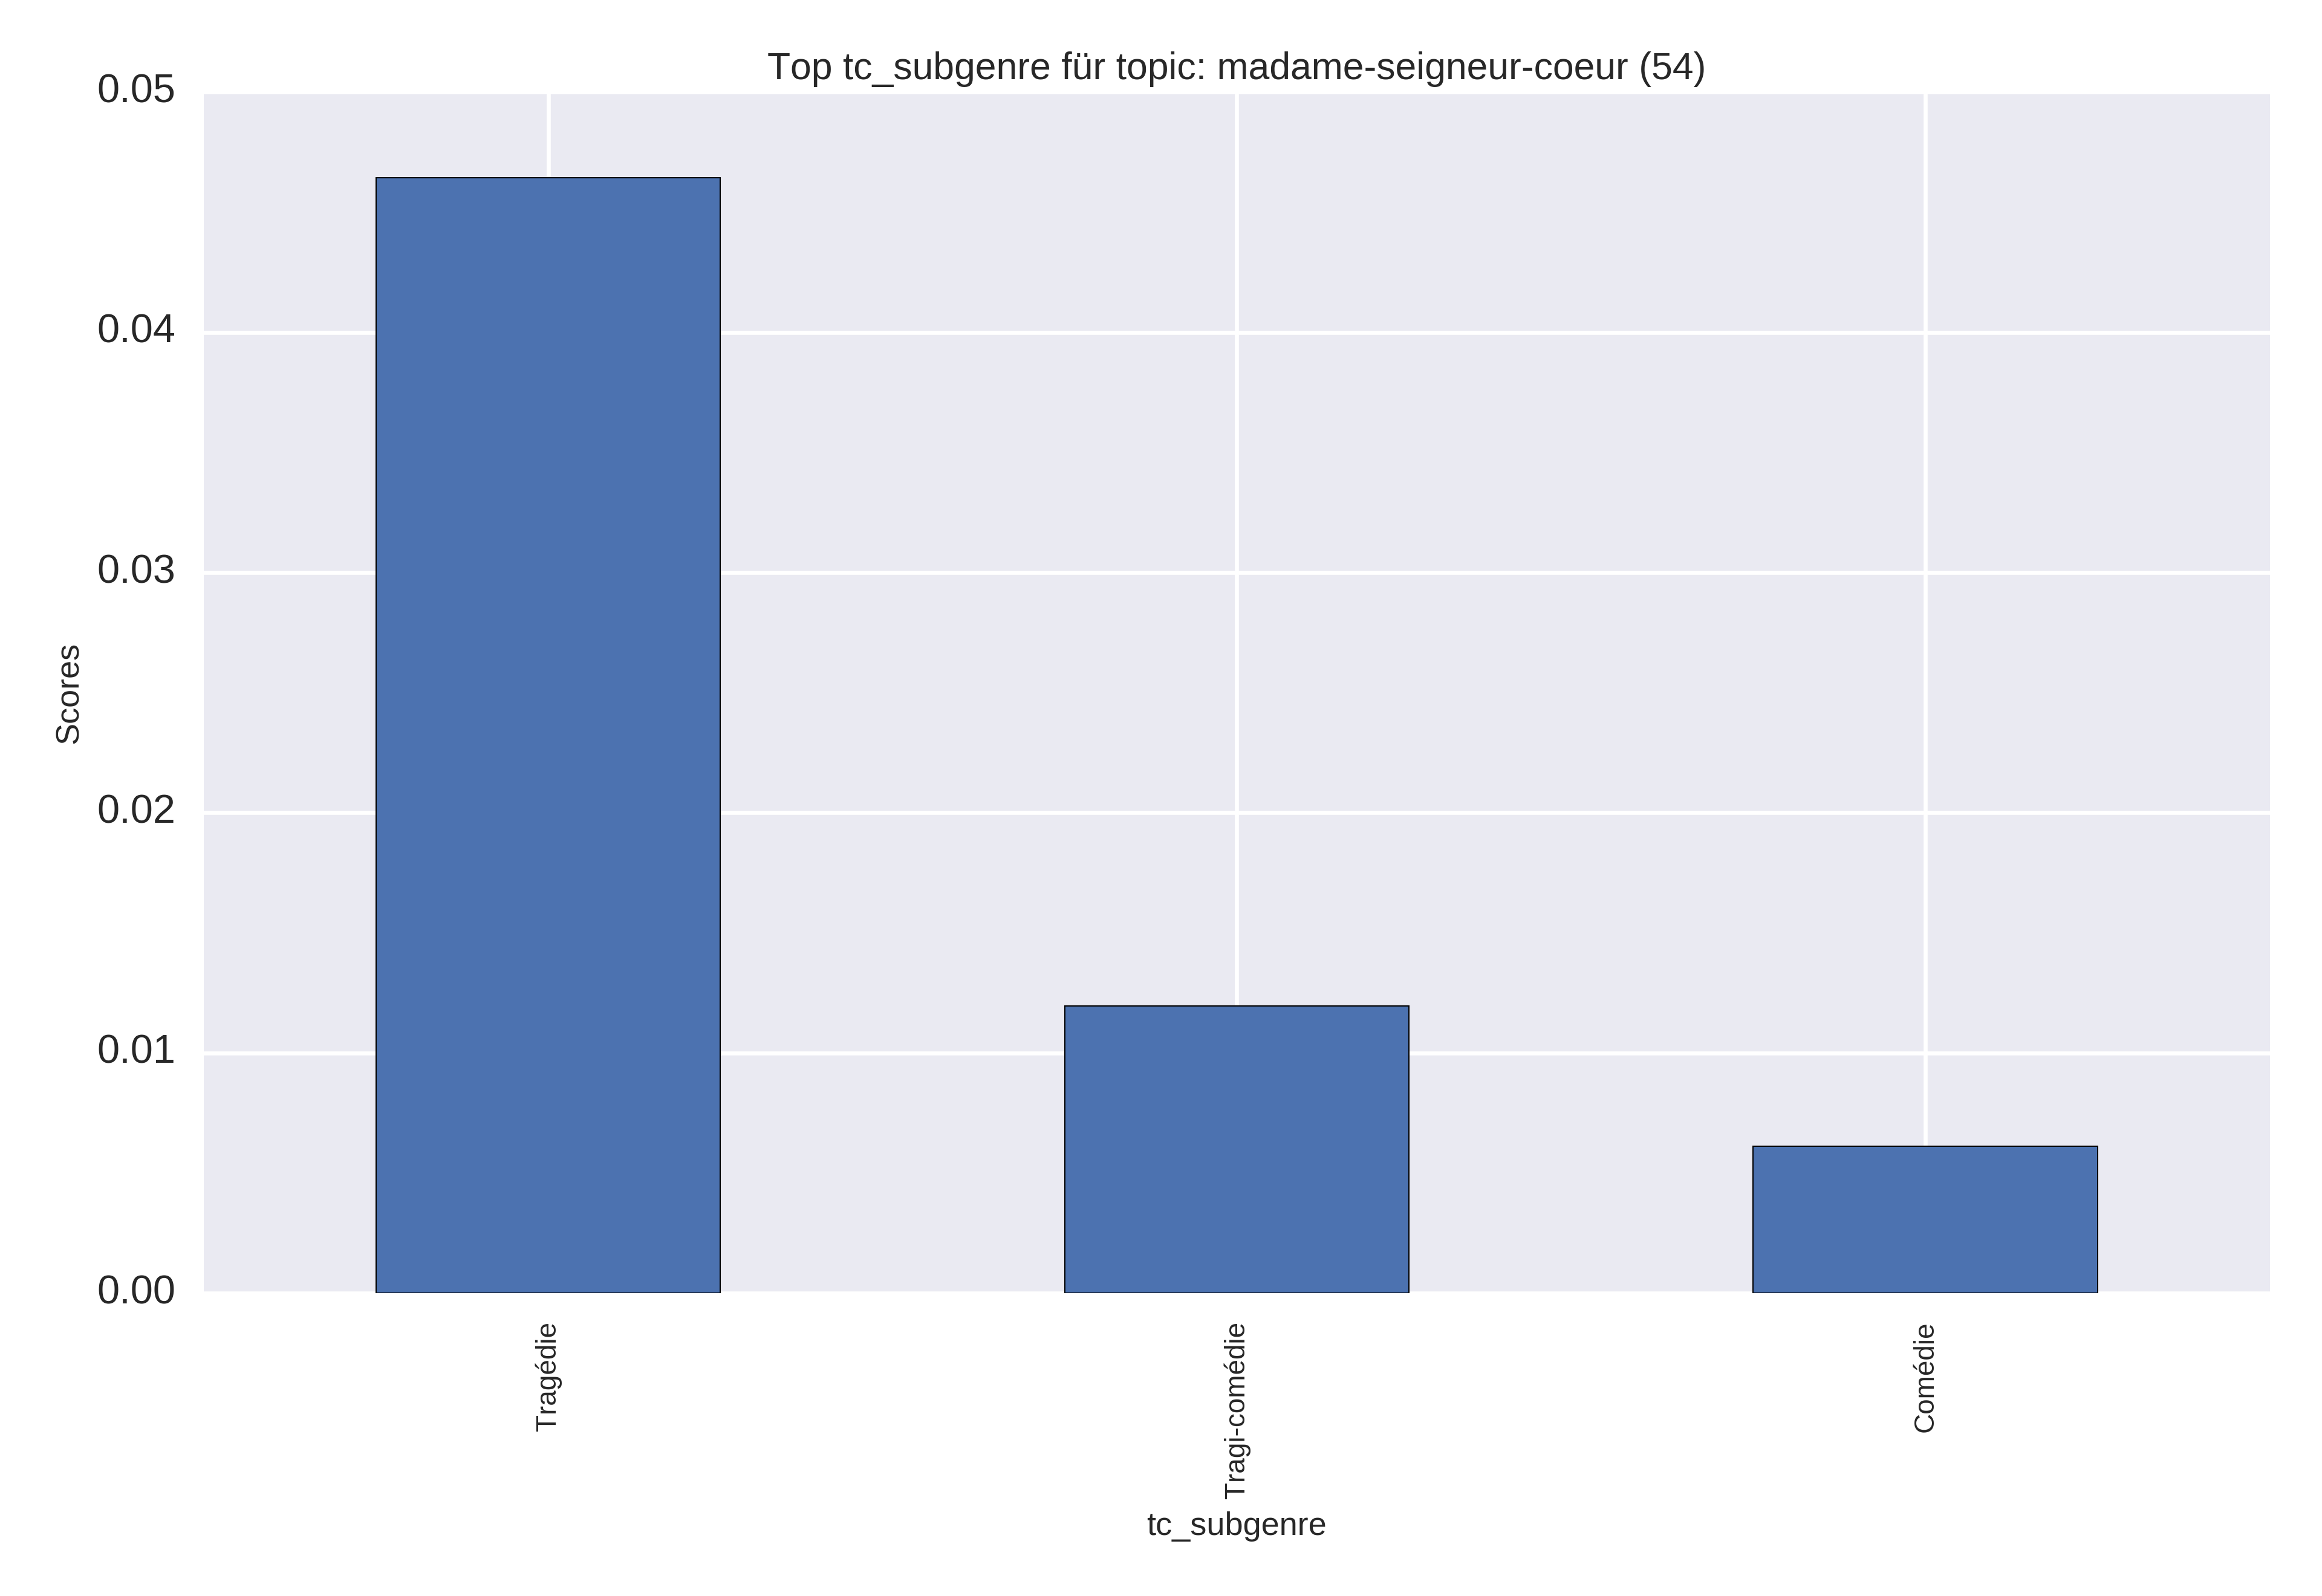 Top tc_subgenre für topic: madame-seigneur-coeur (54)
0.05
0.04
0.03
0.02
0.01
0.00
Scores
Tragédie
Tragi-comédie
Comédie
tc_subgenre